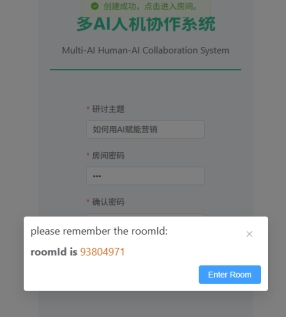 创建成功，点击进入房间。
多AI人机协作系统
Multi-AI Human-AI Collaboration System
* 研讨主题
如何用AI赋能营销
* 房间密码
•••
* 确认密码
please remember the roomId:
roomId is 93804971
Enter Room